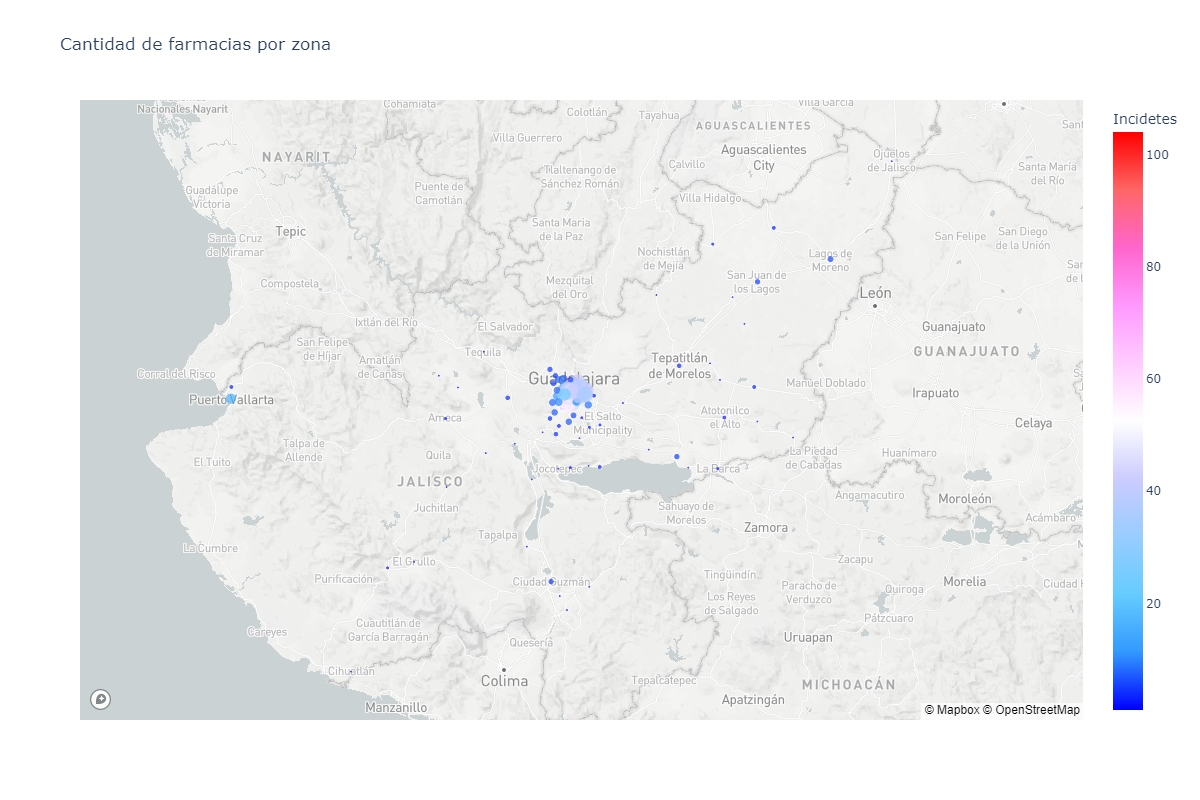 Cantidad de farmacias por zona
Nacionales Nayarit
Cohamiata
Colotlán
Tayahua
Villa García
AGUASCALIENTES
Villa Guerrero
Aguascalientes
City
Ojuelos
de Jalisco
NAYARIT
Calvillo
Tlaltenango de
Sánchez Román
Santa María
del Río
Guadalupe
Victoria
Puente de
Camotlán
Villa Hidalgo
Tepic
Santa Maria
de la Paz
San Felipe
San Diego
de la Unión
Santa Cruz
de Miramar
Nochistlán
de Mejía
Lagos de
Moreno
Compostela
Mezquital
del Oro
San Juan de
los Lagos
León
Ixtlán del Río
El Salvador
Guanajuato
San Felipe
de Híjar
Tequila
GUANAJUATO
Amatlán
de Cañas
Tepatitlán
de Morelos
Corral del Risco
Guadalajara
Manuel Doblado
Irapuato
Puerto Vallarta
Ameca
El Salto
Municipality
Atotonilco
el Alto
Celaya
Talpa de
Allende
Quila
La Piedad
de Cabadas
Huanímaro
El Tuito
Jocotepec
La Barca
JALISCO
Angamacutiro
Moroleón
Juchitlan
Sahuayo de
Morelos
Acámbaro
Tapalpa
Zamora
La Cumbre
El Grullo
Zacapu
Purificación
Ciudad Guzmán
Tingüindín
Morelia
Ciudad H
Los Reyes
de Salgado
Paracho de
Verduzco
Quiroga
Pátzcuaro
Careyes
Cuautitlán de
García Barragán
Quesería
Uruapan
Cihuatlán
Colima
Tepalcatepec
MICHOACÁN
Manzanillo
Apatzingán
© Mapbox © OpenStreetMap
Incidetes
100
80
60
40
20